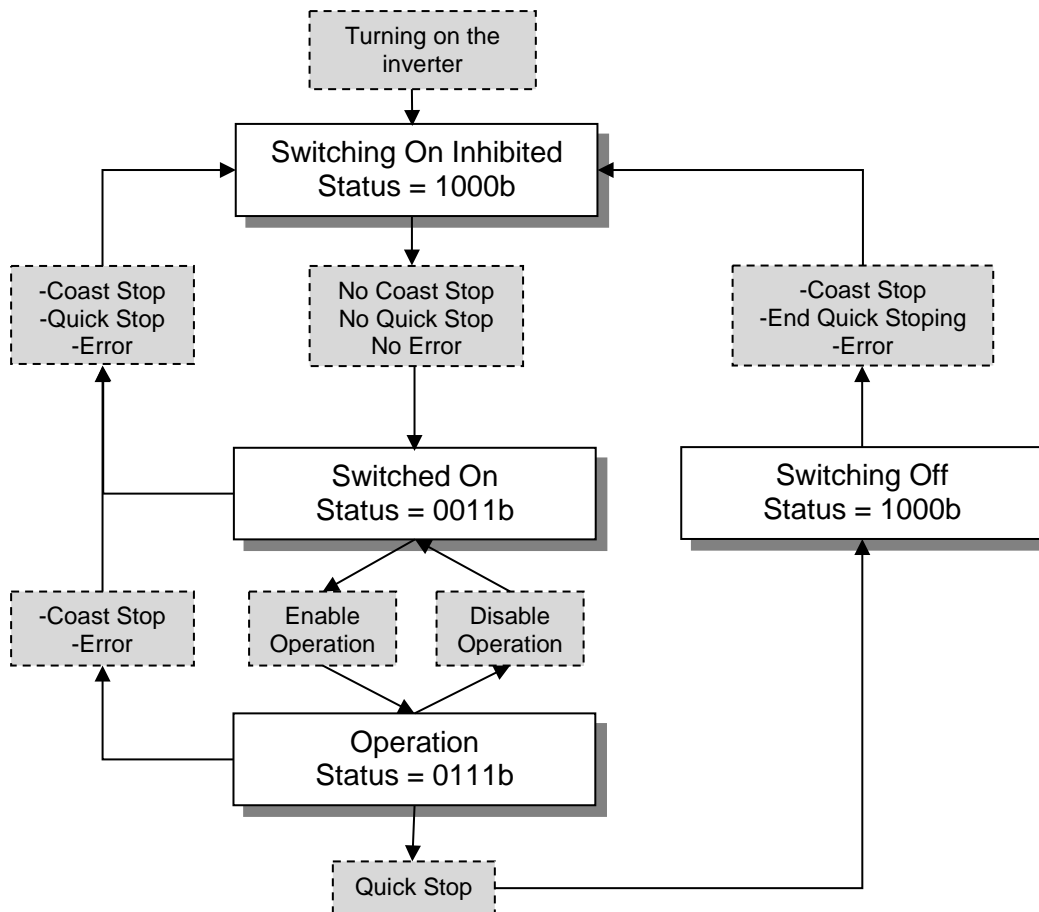 Turning on the
inverter
Switching On Inhibited
Status = 1000b
-Coast Stop
-Quick Stop
-Error
No Coast Stop
No Quick Stop
No Error
-Coast Stop
-End Quick Stoping
-Error
Switched On
Status = 0011b
Switching Off
Status = 1000b
-Coast Stop
-Error
Enable
Operation
Disable
Operation
Operation
Status = 0111b
Quick Stop